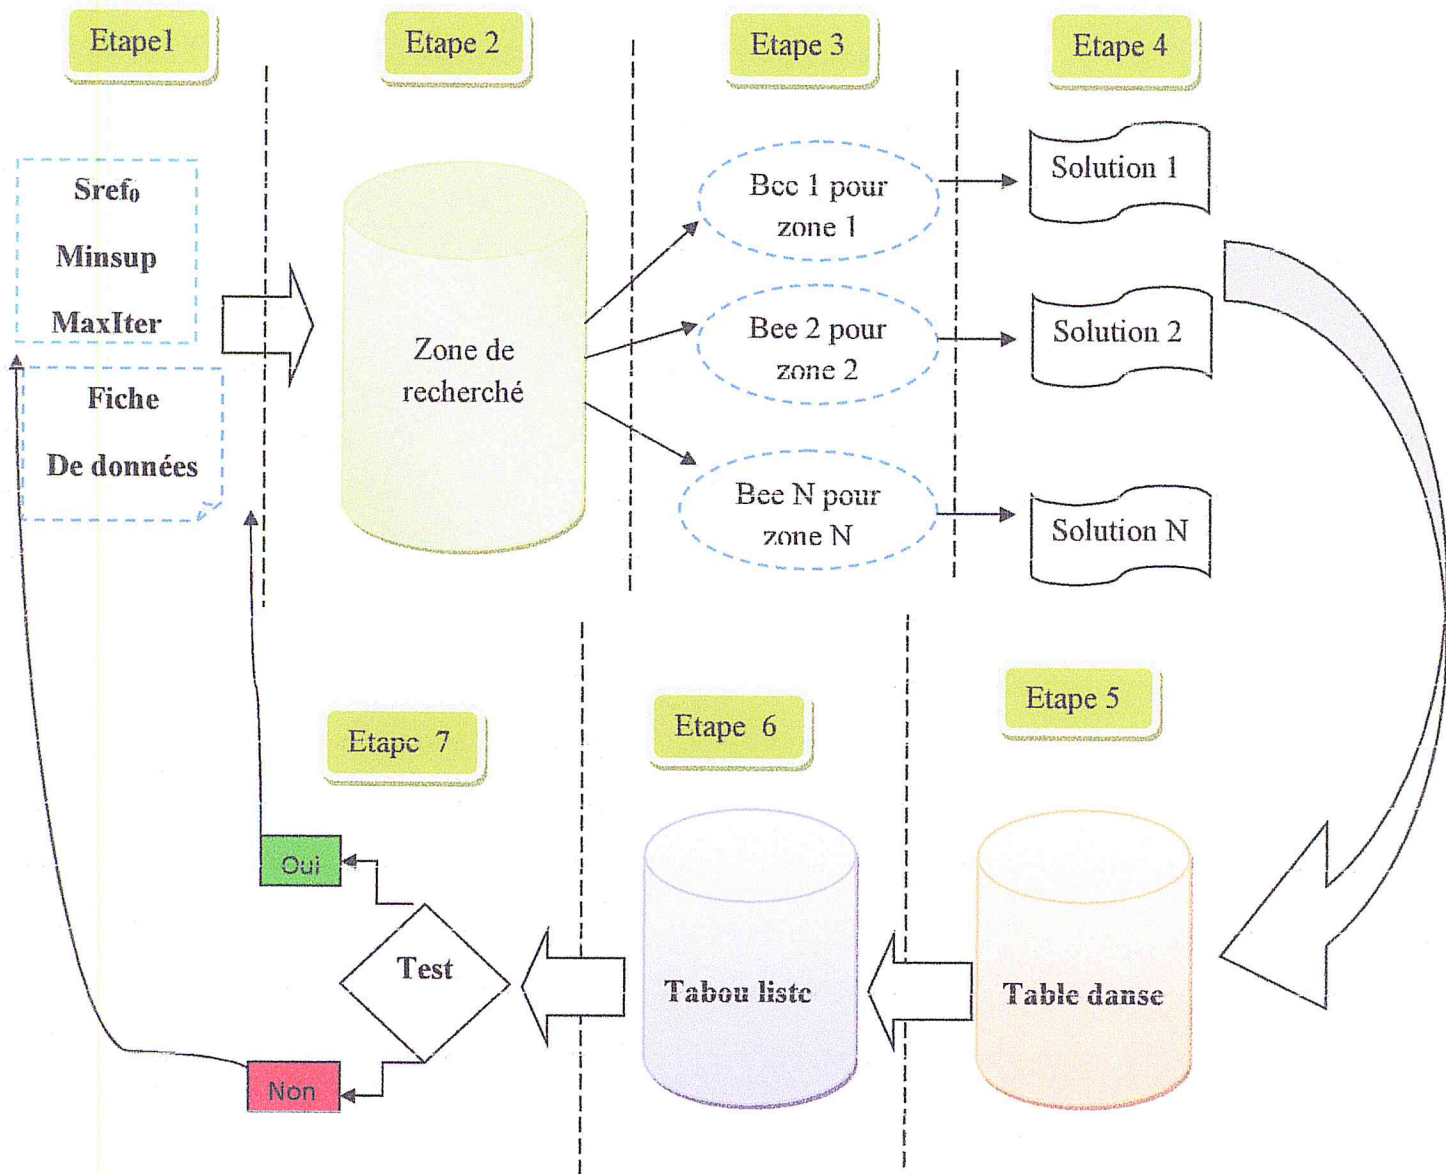 Etape1
Etape 2
Etape 3
Etape 4
Sref₀
Minsup
MaxIter
Fiche
De données
Zone de
recherché
Bee 1 pour
zone 1
Bee 2 pour
zone 2
Bee N pour
zone N
Solution 1
Solution 2
Solution N
Etape 5
Etape 6
Etape 7
Table danse
Tabou liste
Test
Oui
Non